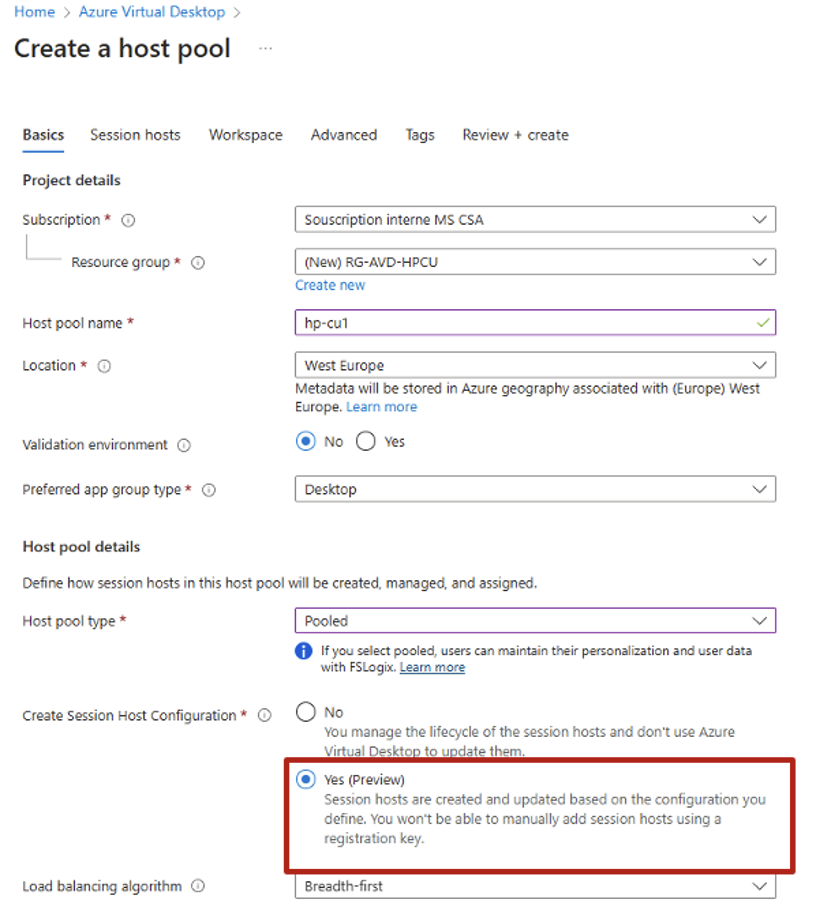 Home > Azure Virtual Desktop >
Create a host pool ...
Basics Session hosts Workspace Advanced Tags Review + create
Project details
Subscription * Souscription interne MS CSA
Resource group * (New) RG-AVD-HPCU
Create new
Host pool name * hp-cu1
Location * West Europe
Metadata will be stored in Azure geography associated with (Europe) West
Europe. Learn more
Validation environment No Yes
Preferred app group type * Desktop
Host pool details
Define how session hosts in this host pool will be created, managed, and assigned.
Host pool type * Pooled
If you select pooled, users can maintain their personalization and user data
with FSLogix. Learn more
Create Session Host Configuration * No
You manage the lifecycle of the session hosts and don't use Azure
Virtual Desktop to update them.
Yes (Preview)
Session hosts are created and updated based on the configuration you
define. You won't be able to manually add session hosts using a
registration key.
Load balancing algorithm Breadth-first